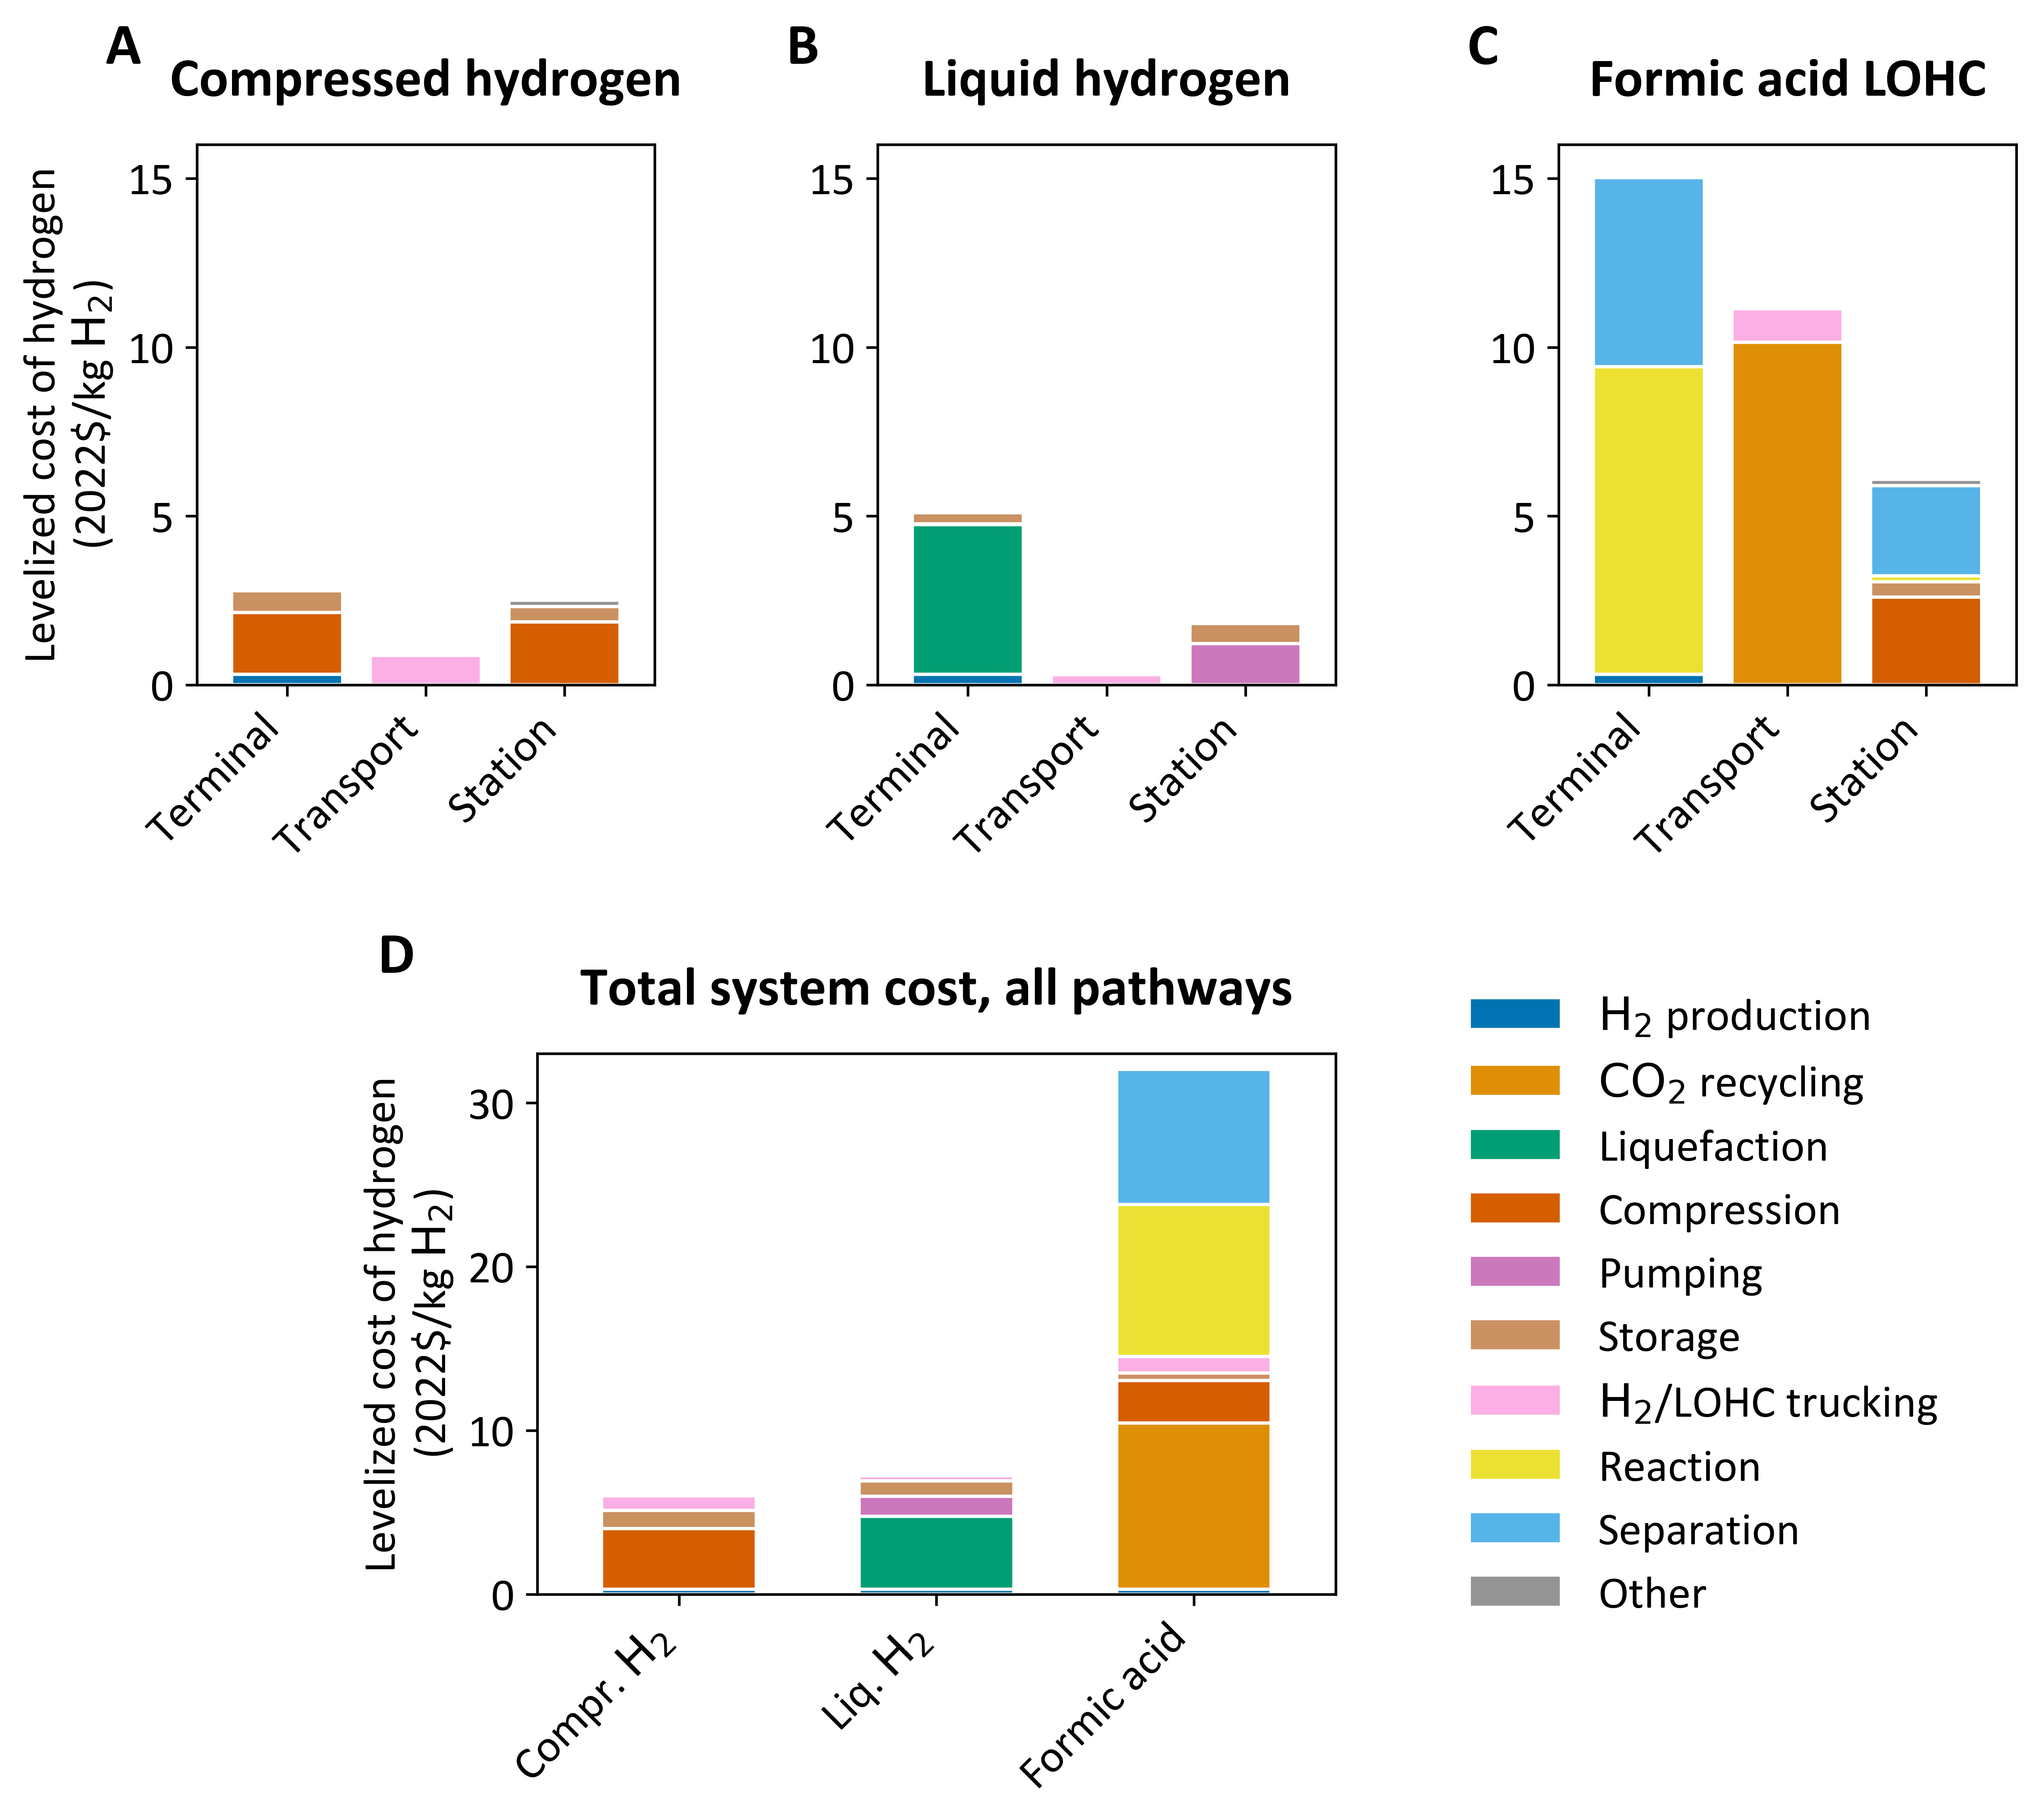 A
Compressed hydrogen
Levelized cost of hydrogen
(2022$/kg H₂)
15
10
5
0
Terminal
Transport
Station
B
Liquid hydrogen
15
10
5
0
Terminal
Transport
Station
C
Formic acid LOHC
15
10
5
0
Terminal
Transport
Station
D
Total system cost, all pathways
Levelized cost of hydrogen
(2022$/kg H₂)
30
20
10
0
Compr. H₂
Liq. H₂
Formic acid
H₂ production
CO₂ recycling
Liquefaction
Compression
Pumping
Storage
H₂/LOHC trucking
Reaction
Separation
Other